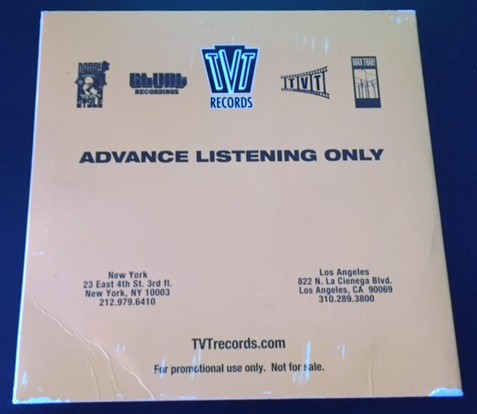 TVT
RECORDS
RECORDINGS
TVT
WAX TRAX!
ADVANCE LISTENING ONLY
New York
23 East 4th St. 3rd fl.
New York, NY 10003
212.979.6410
Los Angeles
822 N. La Cienega Blvd.
Los Angeles, CA 90069
310.289.3800
TVTrecords.com
For promotional use only. Not for sale.